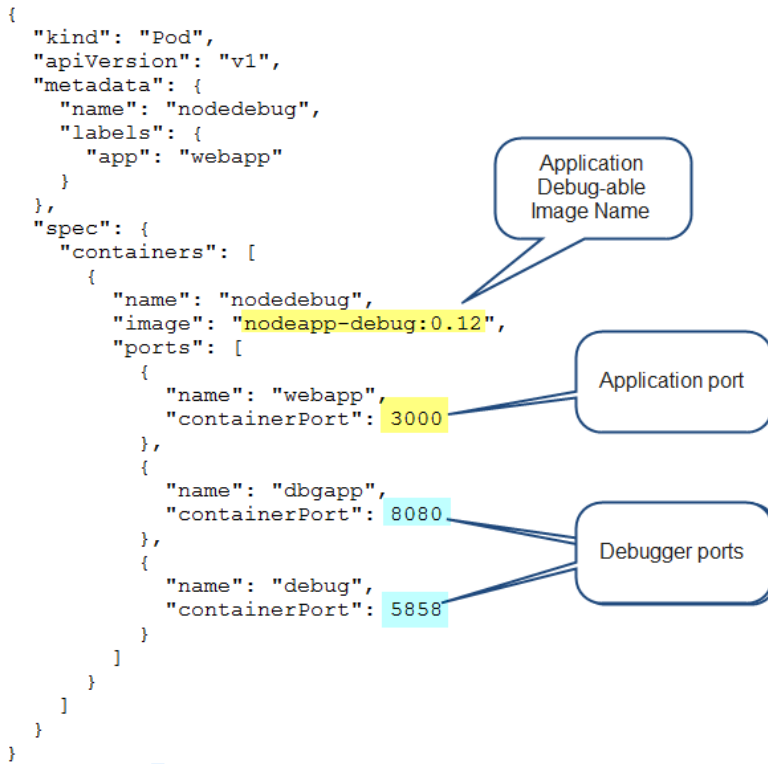 {
  "kind": "Pod",
  "apiVersion": "v1",
  "metadata": {
    "name": "nodedebug",
    "labels": {
      "app": "webapp"
    }
  },
  "spec": {
    "containers": [
      {
        "name": "nodedebug",
        "image": "nodeapp-debug:0.12",
        "ports": [
          {
            "name": "webapp",
            "containerPort": 3000
          },
          {
            "name": "dbgapp",
            "containerPort": 8080
          },
          {
            "name": "debug",
            "containerPort": 5858
          }
        ]
      }
    ]
  }
}
Application
Debug-able
Image Name
Application port
Debugger ports